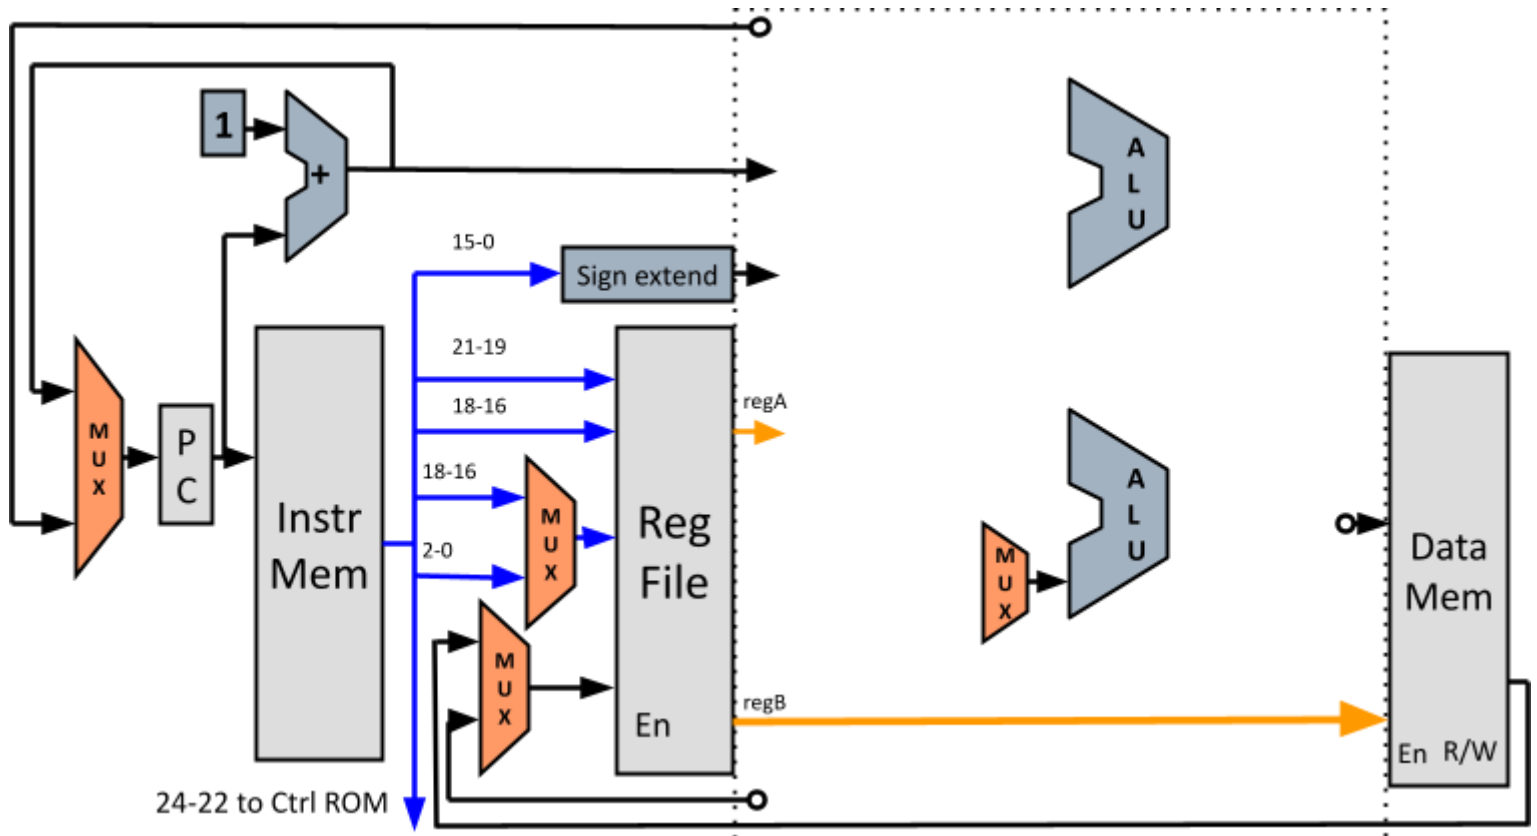 1
+
A
L
U
15-0
Sign extend
21-19
regA
18-16
M
U
X
P
C
18-16
Instr
Mem
M
U
X
2-0
Reg
File
A
L
U
M
U
X
Data
Mem
M
U
X
En
regB
En R/W
24-22 to Ctrl ROM